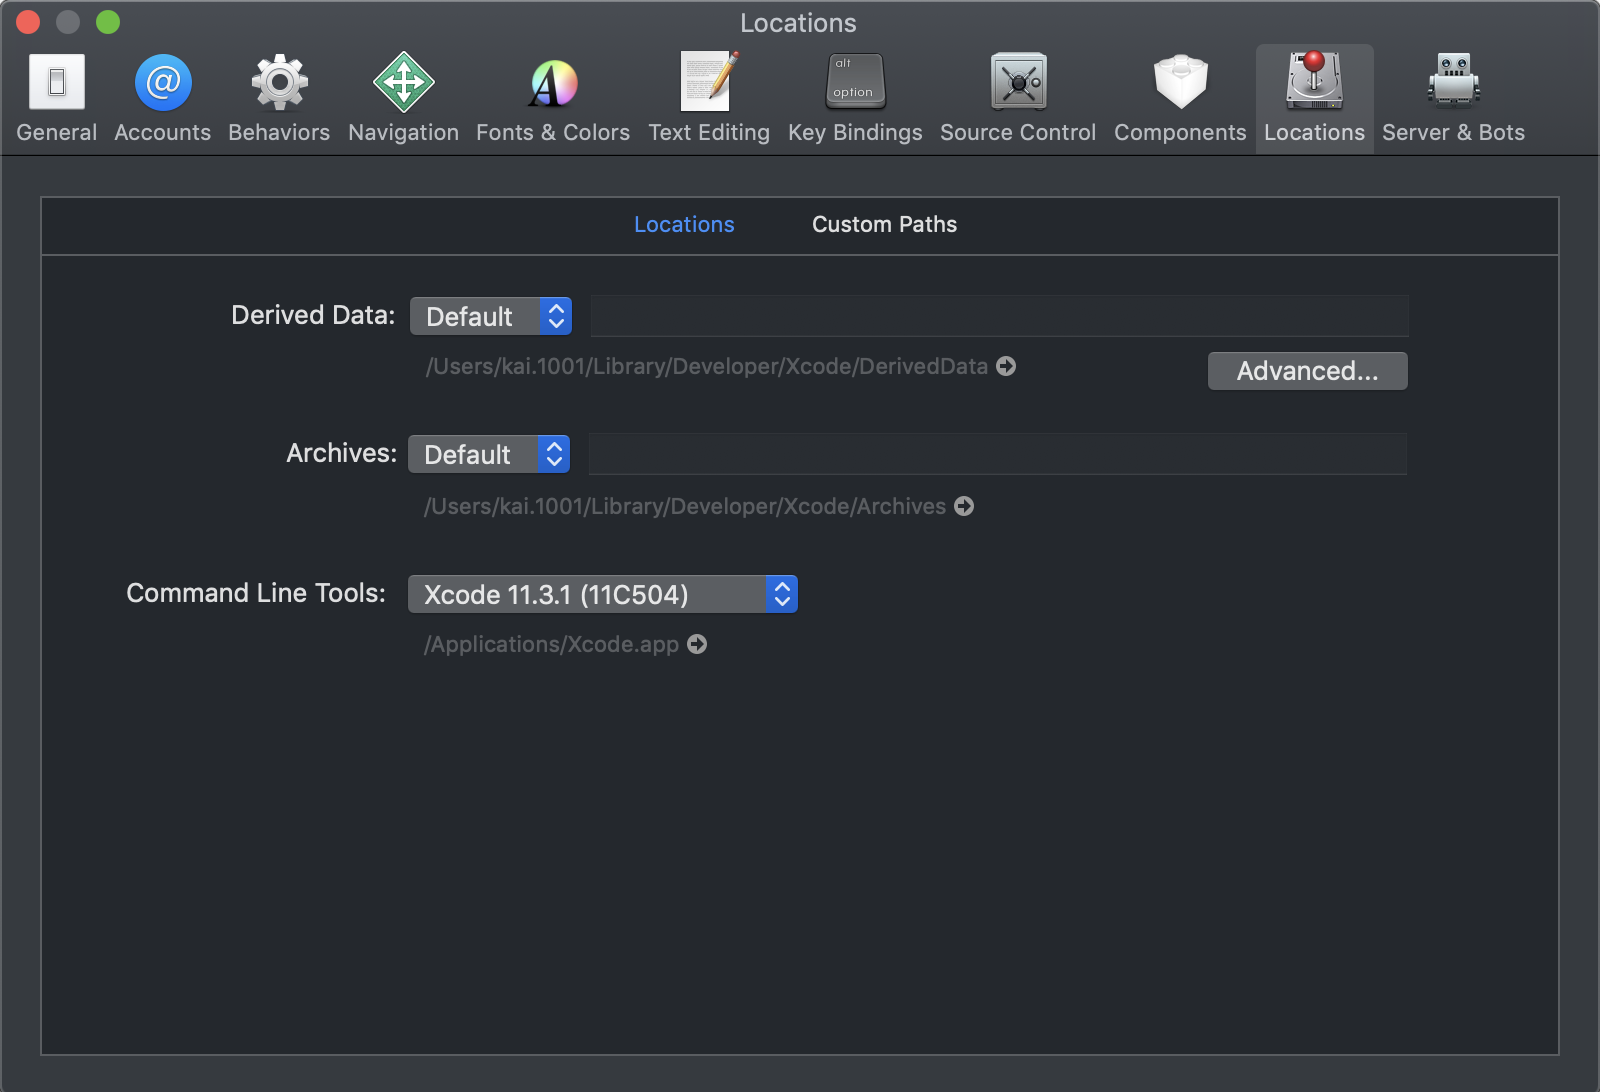 Locations
General Accounts Behaviors Navigation Fonts & Colors Text Editing Key Bindings Source Control Components Locations Server & Bots
@
A
alt
option
Locations Custom Paths
Derived Data: Default
/Users/kai.1001/Library/Developer/Xcode/DerivedData
Advanced...
Archives: Default
/Users/kai.1001/Library/Developer/Xcode/Archives
Command Line Tools: Xcode 11.3.1 (11C504)
/Applications/Xcode.app